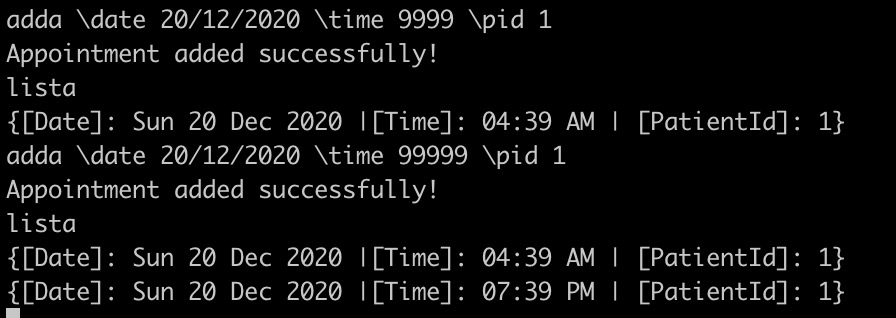 adda \date 20/12/2020 \time 9999 \pid 1
Appointment added successfully!
lista
{[Date]: Sun 20 Dec 2020 |[Time]: 04:39 AM | [PatientId]: 1}
adda \date 20/12/2020 \time 99999 \pid 1
Appointment added successfully!
lista
{[Date]: Sun 20 Dec 2020 |[Time]: 04:39 AM | [PatientId]: 1}
{[Date]: Sun 20 Dec 2020 |[Time]: 07:39 PM | [PatientId]: 1}